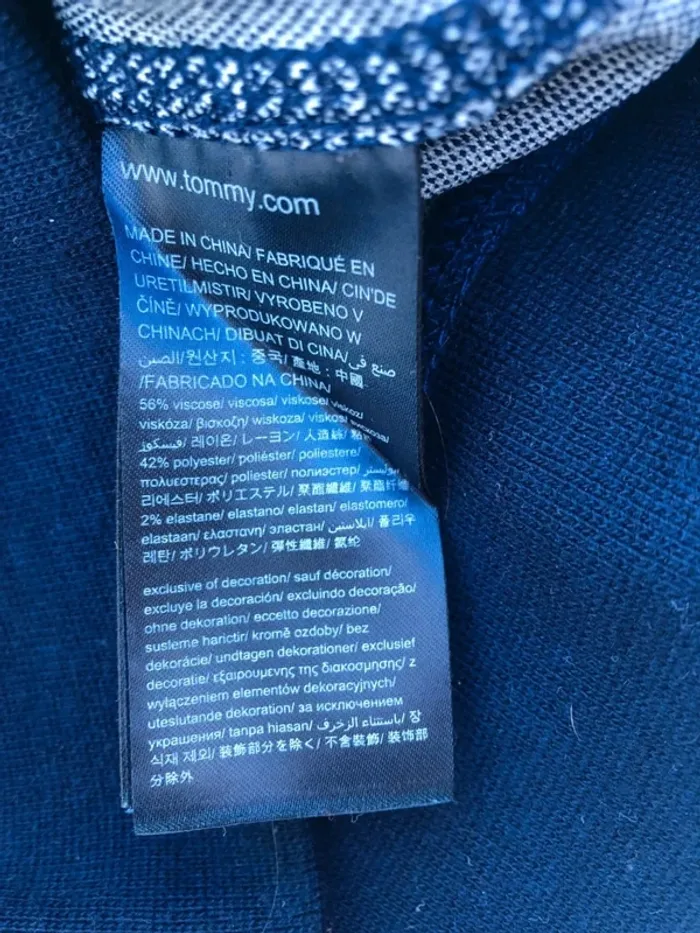 www.tommy.com
MADE IN CHINA/ FABRIQUÉ EN
CHINE/ HECHO EN CHINA/ CIN'DE
URETILMISTIR/ VYROBENO V
ČÍNĚ/ WYPRODUKOWANO W
CHINACH/ DIBUAT DI CINA/ صنع في
الصين/원산지 : 중국/ 產地 : 中國
/FABRICADO NA CHINA/
56% viscose/ viscosa/ viskose/ viskoz/
viskóza/ βισκοζη/ wiskoza/ viskos/ вискоза/
فيسكوز/ 레이온/ レーヨン/ 人造絲/
42% polyester/ poliéster/ poliestere/
πολυεστερας/ poliester/ полиэстер/ بوليستر/
리에스터/ ポリエステル/ 聚酯纖維/ 聚酯纤维
2% elastane/ elastano/ elastan/ elastomero/
elastaan/ ελαστανη/ эластан/ ايلاستين/ 폴리우
레탄/ ポリウレタン/ 彈性纖維/ 氨纶
exclusive of decoration/ sauf décoration/
excluye la decoración/ excluindo decoração/
ohne dekoration/ eccetto decorazione/
susleme harictir/ kromě ozdoby/ bez
dekorácie/ undtagen dekorationer/ exclusief
decoratie/ εξαιρουμενης της διακοσμησης/ z
wyłączeniem elementów dekoracyjnych/
uteslutande dekoration/ за исключением
украшения/ tanpa hiasan/ باستثناء الزخرف/ 장
식재 제외/ 装飾部分を除く/ 不含裝飾/ 装饰部
分除外